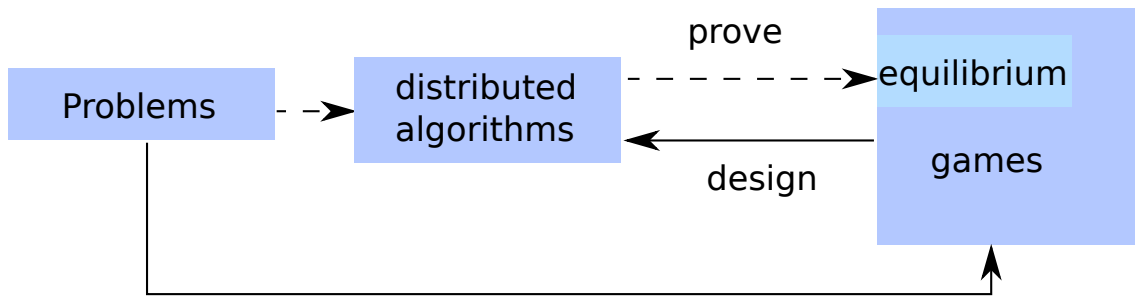 Problems
distributed
algorithms
prove
design
equilibrium
games